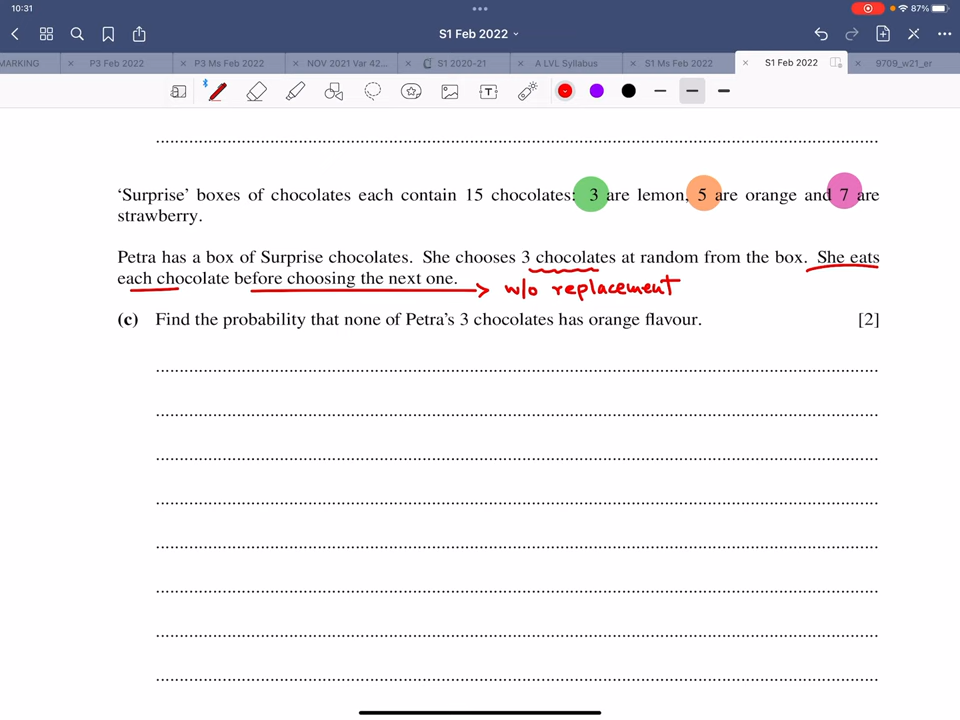 10:31
87%
S1 Feb 2022
MARKING
P3 Feb 2022
P3 Ms Feb 2022
NOV 2021 Var 42...
S1 2020-21
A LVL Syllabus
S1 Ms Feb 2022
S1 Feb 2022
9709_w21_er
‘Surprise’ boxes of chocolates each contain 15 chocolates: 3 are lemon, 5 are orange and 7 are
strawberry.
Petra has a box of Surprise chocolates. She chooses 3 chocolates at random from the box. She eats
each chocolate before choosing the next one.
w/o replacement
(c) Find the probability that none of Petra’s 3 chocolates has orange flavour. [2]